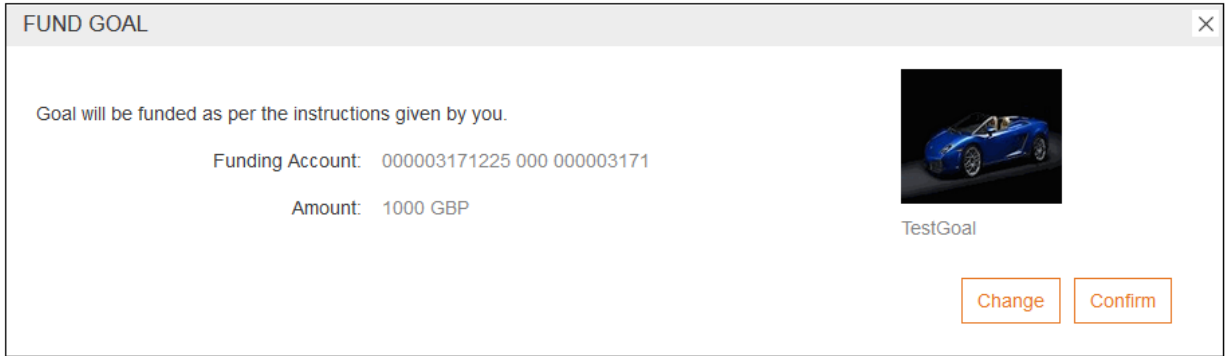 FUND GOAL
Goal will be funded as per the instructions given by you.
Funding Account: 000003171225 000 000003171
Amount: 1000 GBP
TestGoal
Change Confirm